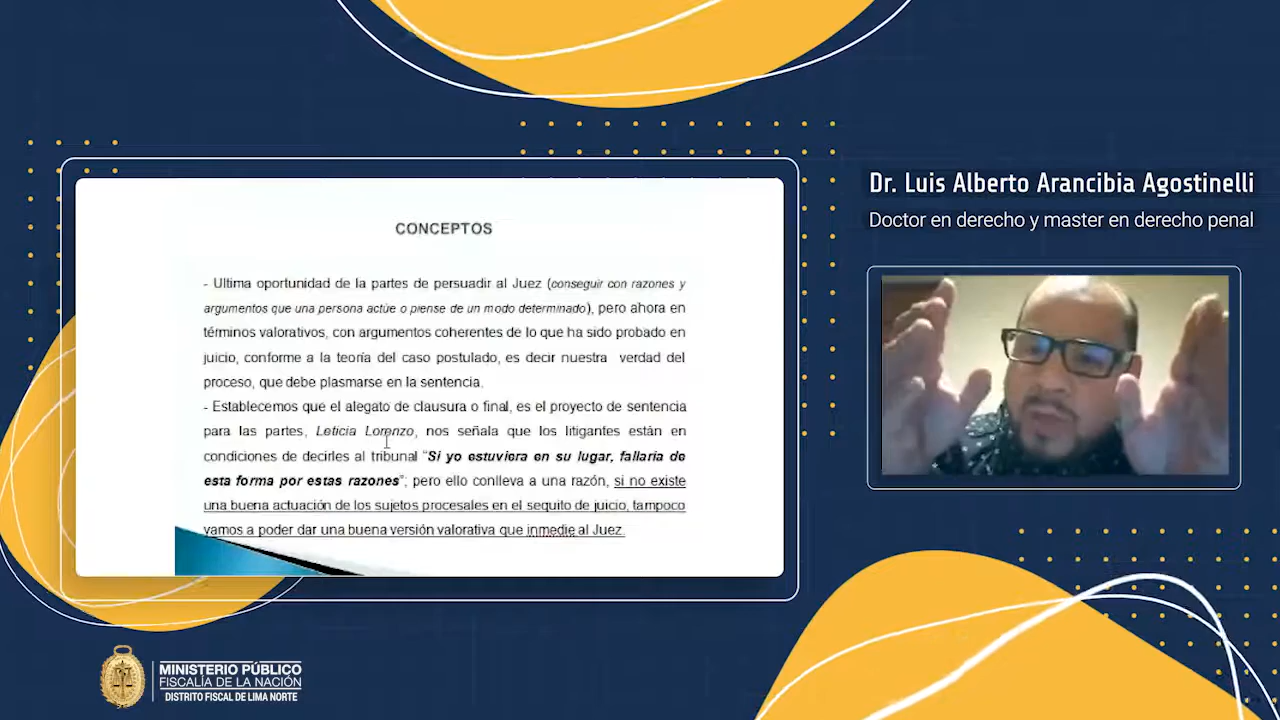 CONCEPTOS
- Ultima oportunidad de la partes de persuadir al Juez (conseguir con razones y
argumentos que una persona actúe o piense de un modo determinado), pero ahora en
términos valorativos, con argumentos coherentes de lo que ha sido probado en
juicio, conforme a la teoría del caso postulado, es decir nuestra verdad del
proceso, que debe plasmarse en la sentencia.
- Establecemos que el alegato de clausura o final, es el proyecto de sentencia
para las partes, Leticia Lorenzo, nos señala que los litigantes están en
condiciones de decirles al tribunal “Si yo estuviera en su lugar, fallaría de
esta forma por estas razones”; pero ello conlleva a una razón, si no existe
una buena actuación de los sujetos procesales en el sequito de juicio, tampoco
vamos a poder dar una buena versión valorativa que inmedie al Juez.
Dr. Luis Alberto Arancibia Agostinelli
Doctor en derecho y master en derecho penal
MINISTERIO PÚBLICO
FISCALÍA DE LA NACIÓN
DISTRITO FISCAL DE LIMA NORTE